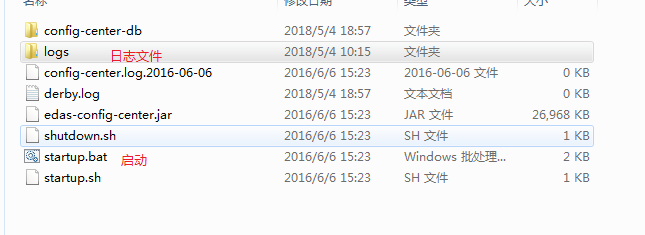 名称 修改日期 类型 大小
config-center-db 2018/5/4 18:57 文件夹
logs 日志文件 2018/5/4 10:15 文件夹
config-center.log.2016-06-06 2016/6/6 15:23 2016-06-06 文件 0 KB
derby.log 2018/5/4 18:57 文本文档 0 KB
edas-config-center.jar 2016/6/6 15:23 JAR 文件 26,968 KB
shutdown.sh 2016/6/6 15:23 SH 文件 1 KB
startup.bat 启动 2016/6/6 15:23 Windows 批处理... 2 KB
startup.sh 2016/6/6 15:23 SH 文件 1 KB